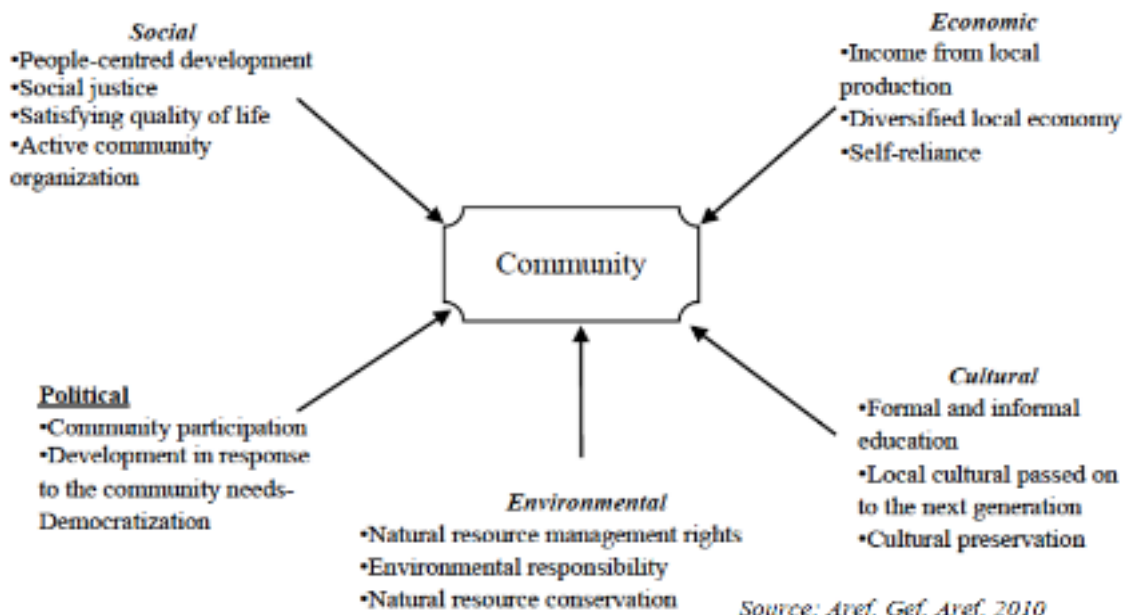 Social
•People-centred development
•Social justice
•Satisfying quality of life
•Active community
organization
Economic
•Income from local
production
•Diversified local economy
•Self-reliance
Community
Political
•Community participation
•Development in response
to the community needs-
Democratization
Environmental
•Natural resource management rights
•Environmental responsibility
•Natural resource conservation
Cultural
•Formal and informal
education
•Local cultural passed on
to the next generation
•Cultural preservation
Source: Aref, Gef, Aref, 2010